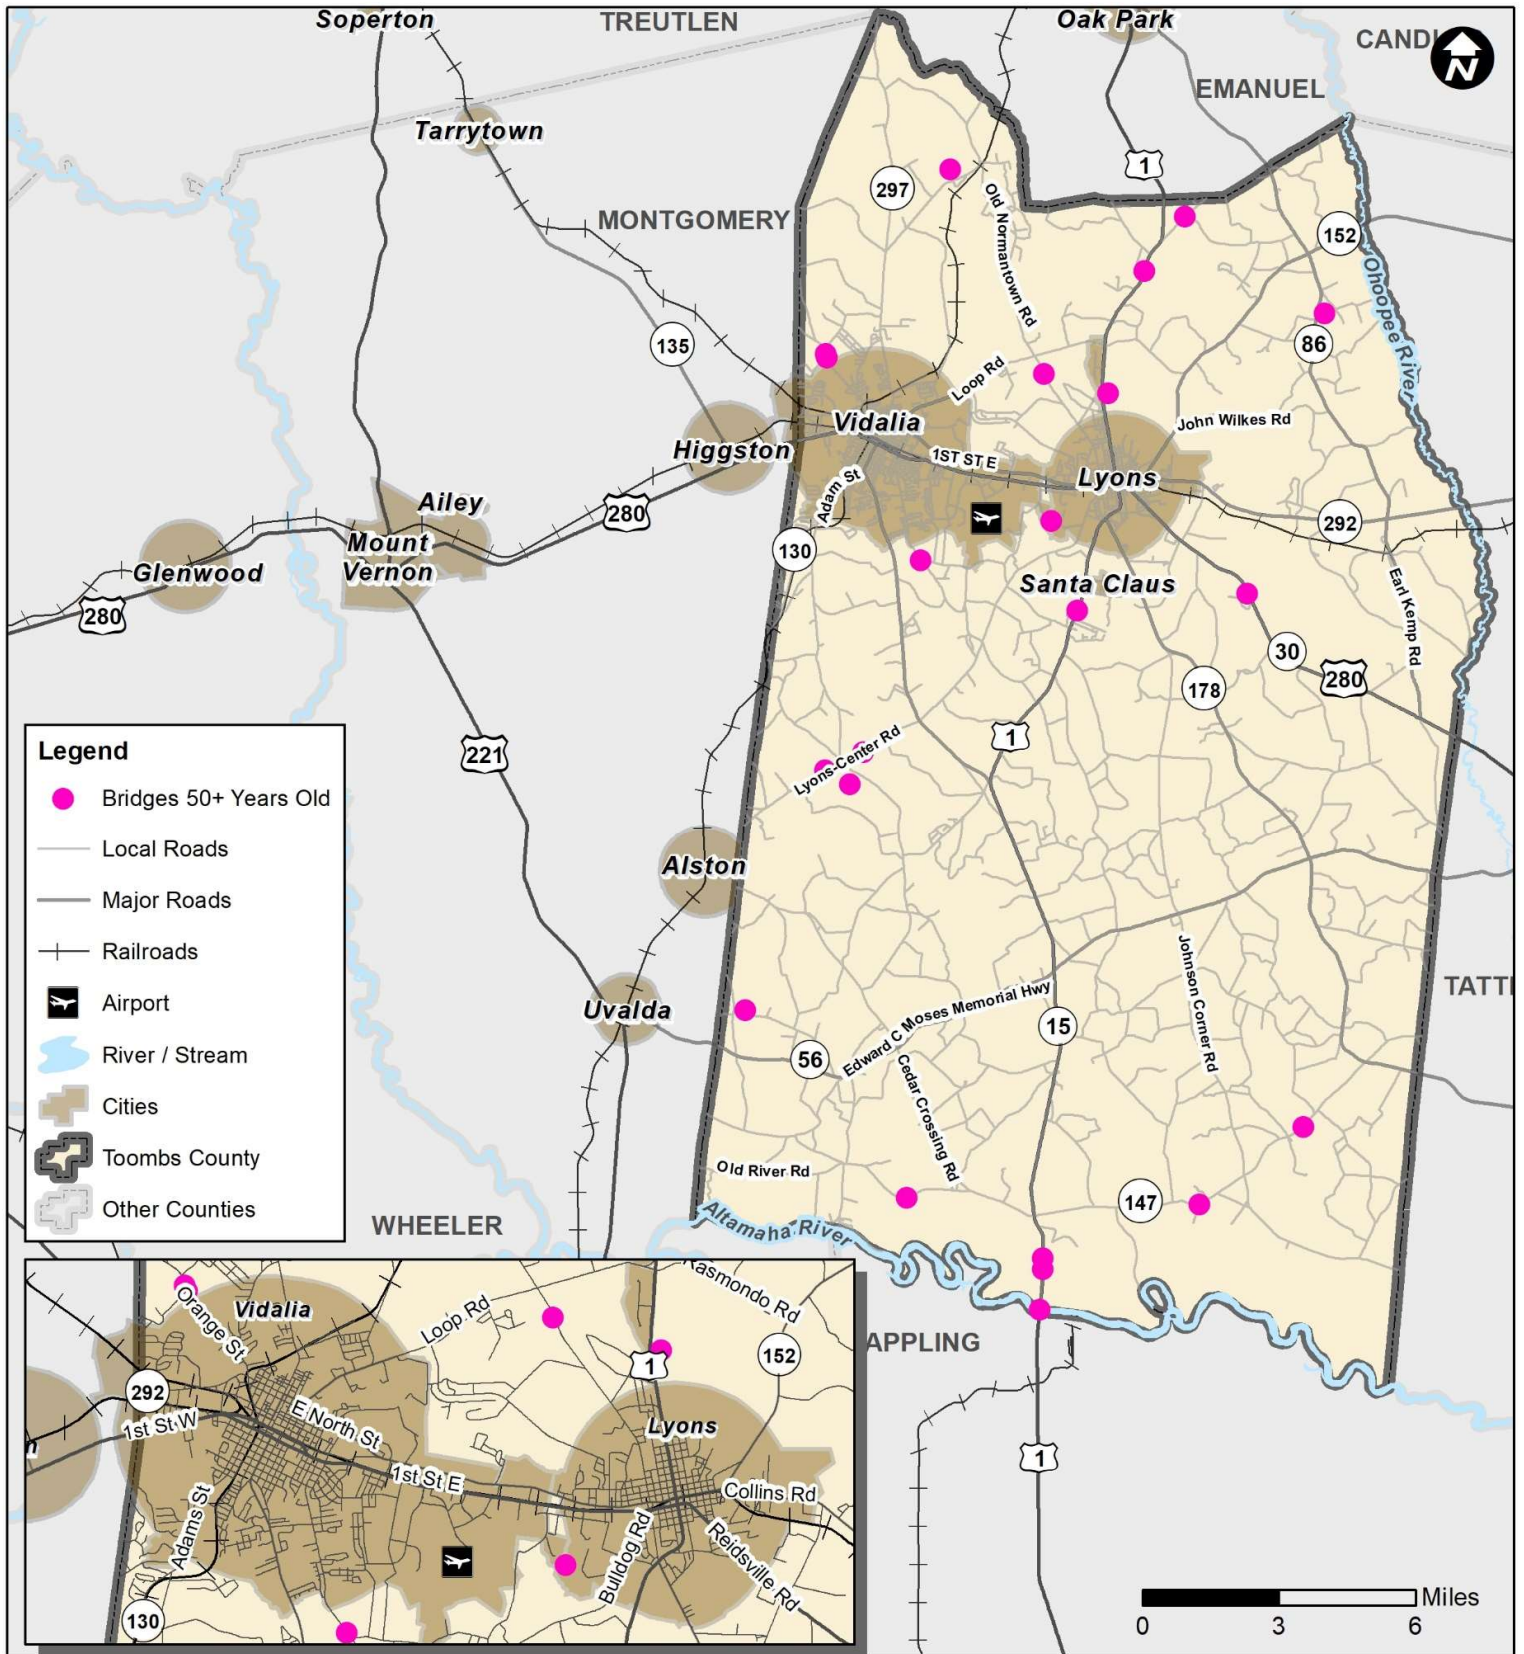 Soperton
TREUTLEN
Oak Park
CANDL
N
EMANUEL
Tarrytown
1
297
Old Normantown Rd
MONTGOMERY
152
Ohoopee River
135
86
Loop Rd
Vidalia
John Wilkes Rd
Higgston
1ST ST E
Lyons
Adam St
Ailey
280
292
Mount
Vernon
130
Glenwood
Santa Claus
Earl Kemp Rd
280
30
280
178
1
221
Lyons-Center Rd
Legend
Bridges 50+ Years Old
Local Roads
Major Roads
Railroads
Airport
River / Stream
Cities
Toombs County
Other Counties
Alston
Johnson Corner Rd
TATT
Uvalda
Edward C Moses Memorial Hwy
15
56
Cedar Crossing Rd
Old River Rd
147
WHEELER
Altamaha River
APPLING
1
Rasmondo Rd
Orange St
Vidalia
Loop Rd
1
152
292
1st St W
E North St
Lyons
n
1st St E
Collins Rd
Adams St
Bulldog Rd
Reidsville Rd
130
Miles
0 3 6